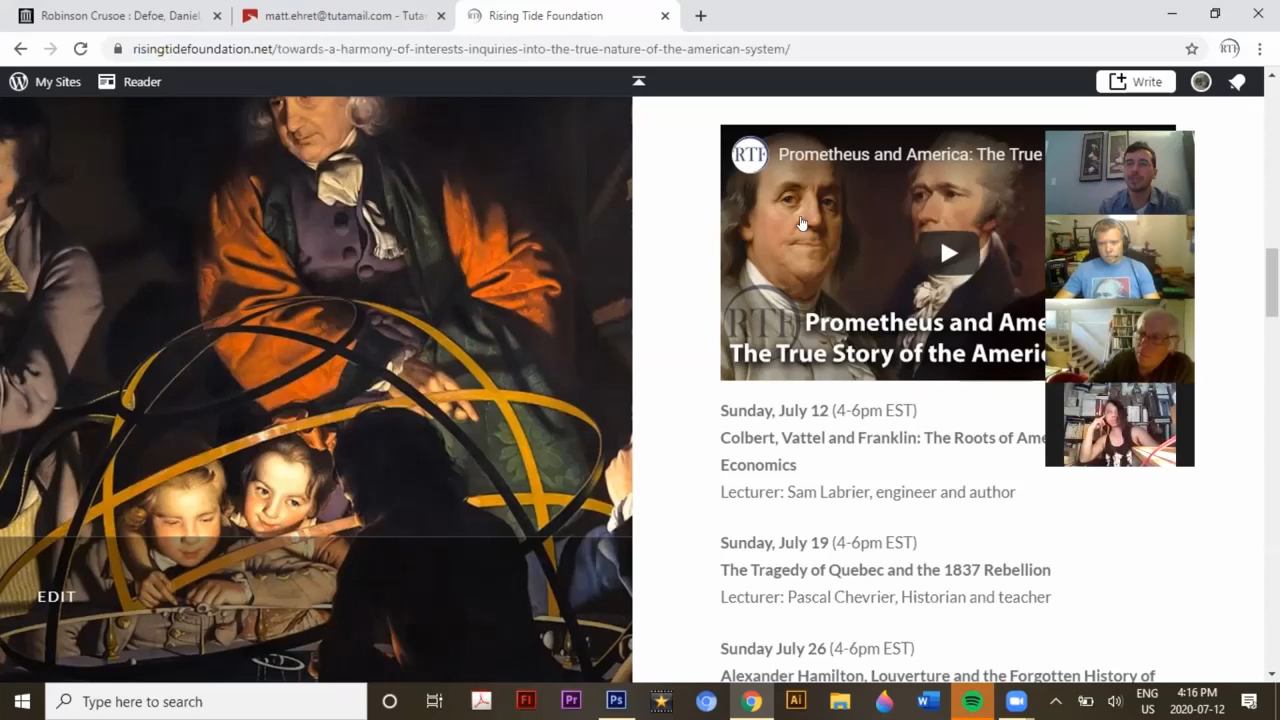 Robinson Crusoe : Defoe, Daniel,
matt.ehret@tutamail.com - Tuta
Rising Tide Foundation
risingtidefoundation.net/towards-a-harmony-of-interests-inquiries-into-the-true-nature-of-the-american-system/
RTF
My Sites
Reader
Write
RTF
Prometheus and America: The True
RTF
Prometheus and Ame
The True Story of the Americ
Sunday, July 12 (4-6pm EST)
Colbert, Vattel and Franklin: The Roots of Ame
Economics
Lecturer: Sam Labrier, engineer and author
Sunday, July 19 (4-6pm EST)
The Tragedy of Quebec and the 1837 Rebellion
Lecturer: Pascal Chevrier, Historian and teacher
Sunday July 26 (4-6pm EST)
Alexander Hamilton, Louverture and the Forgotten History of
EDIT
Type here to search
Fl
Pr
Ps
Ai
ENG
US
4:16 PM
2020-07-12